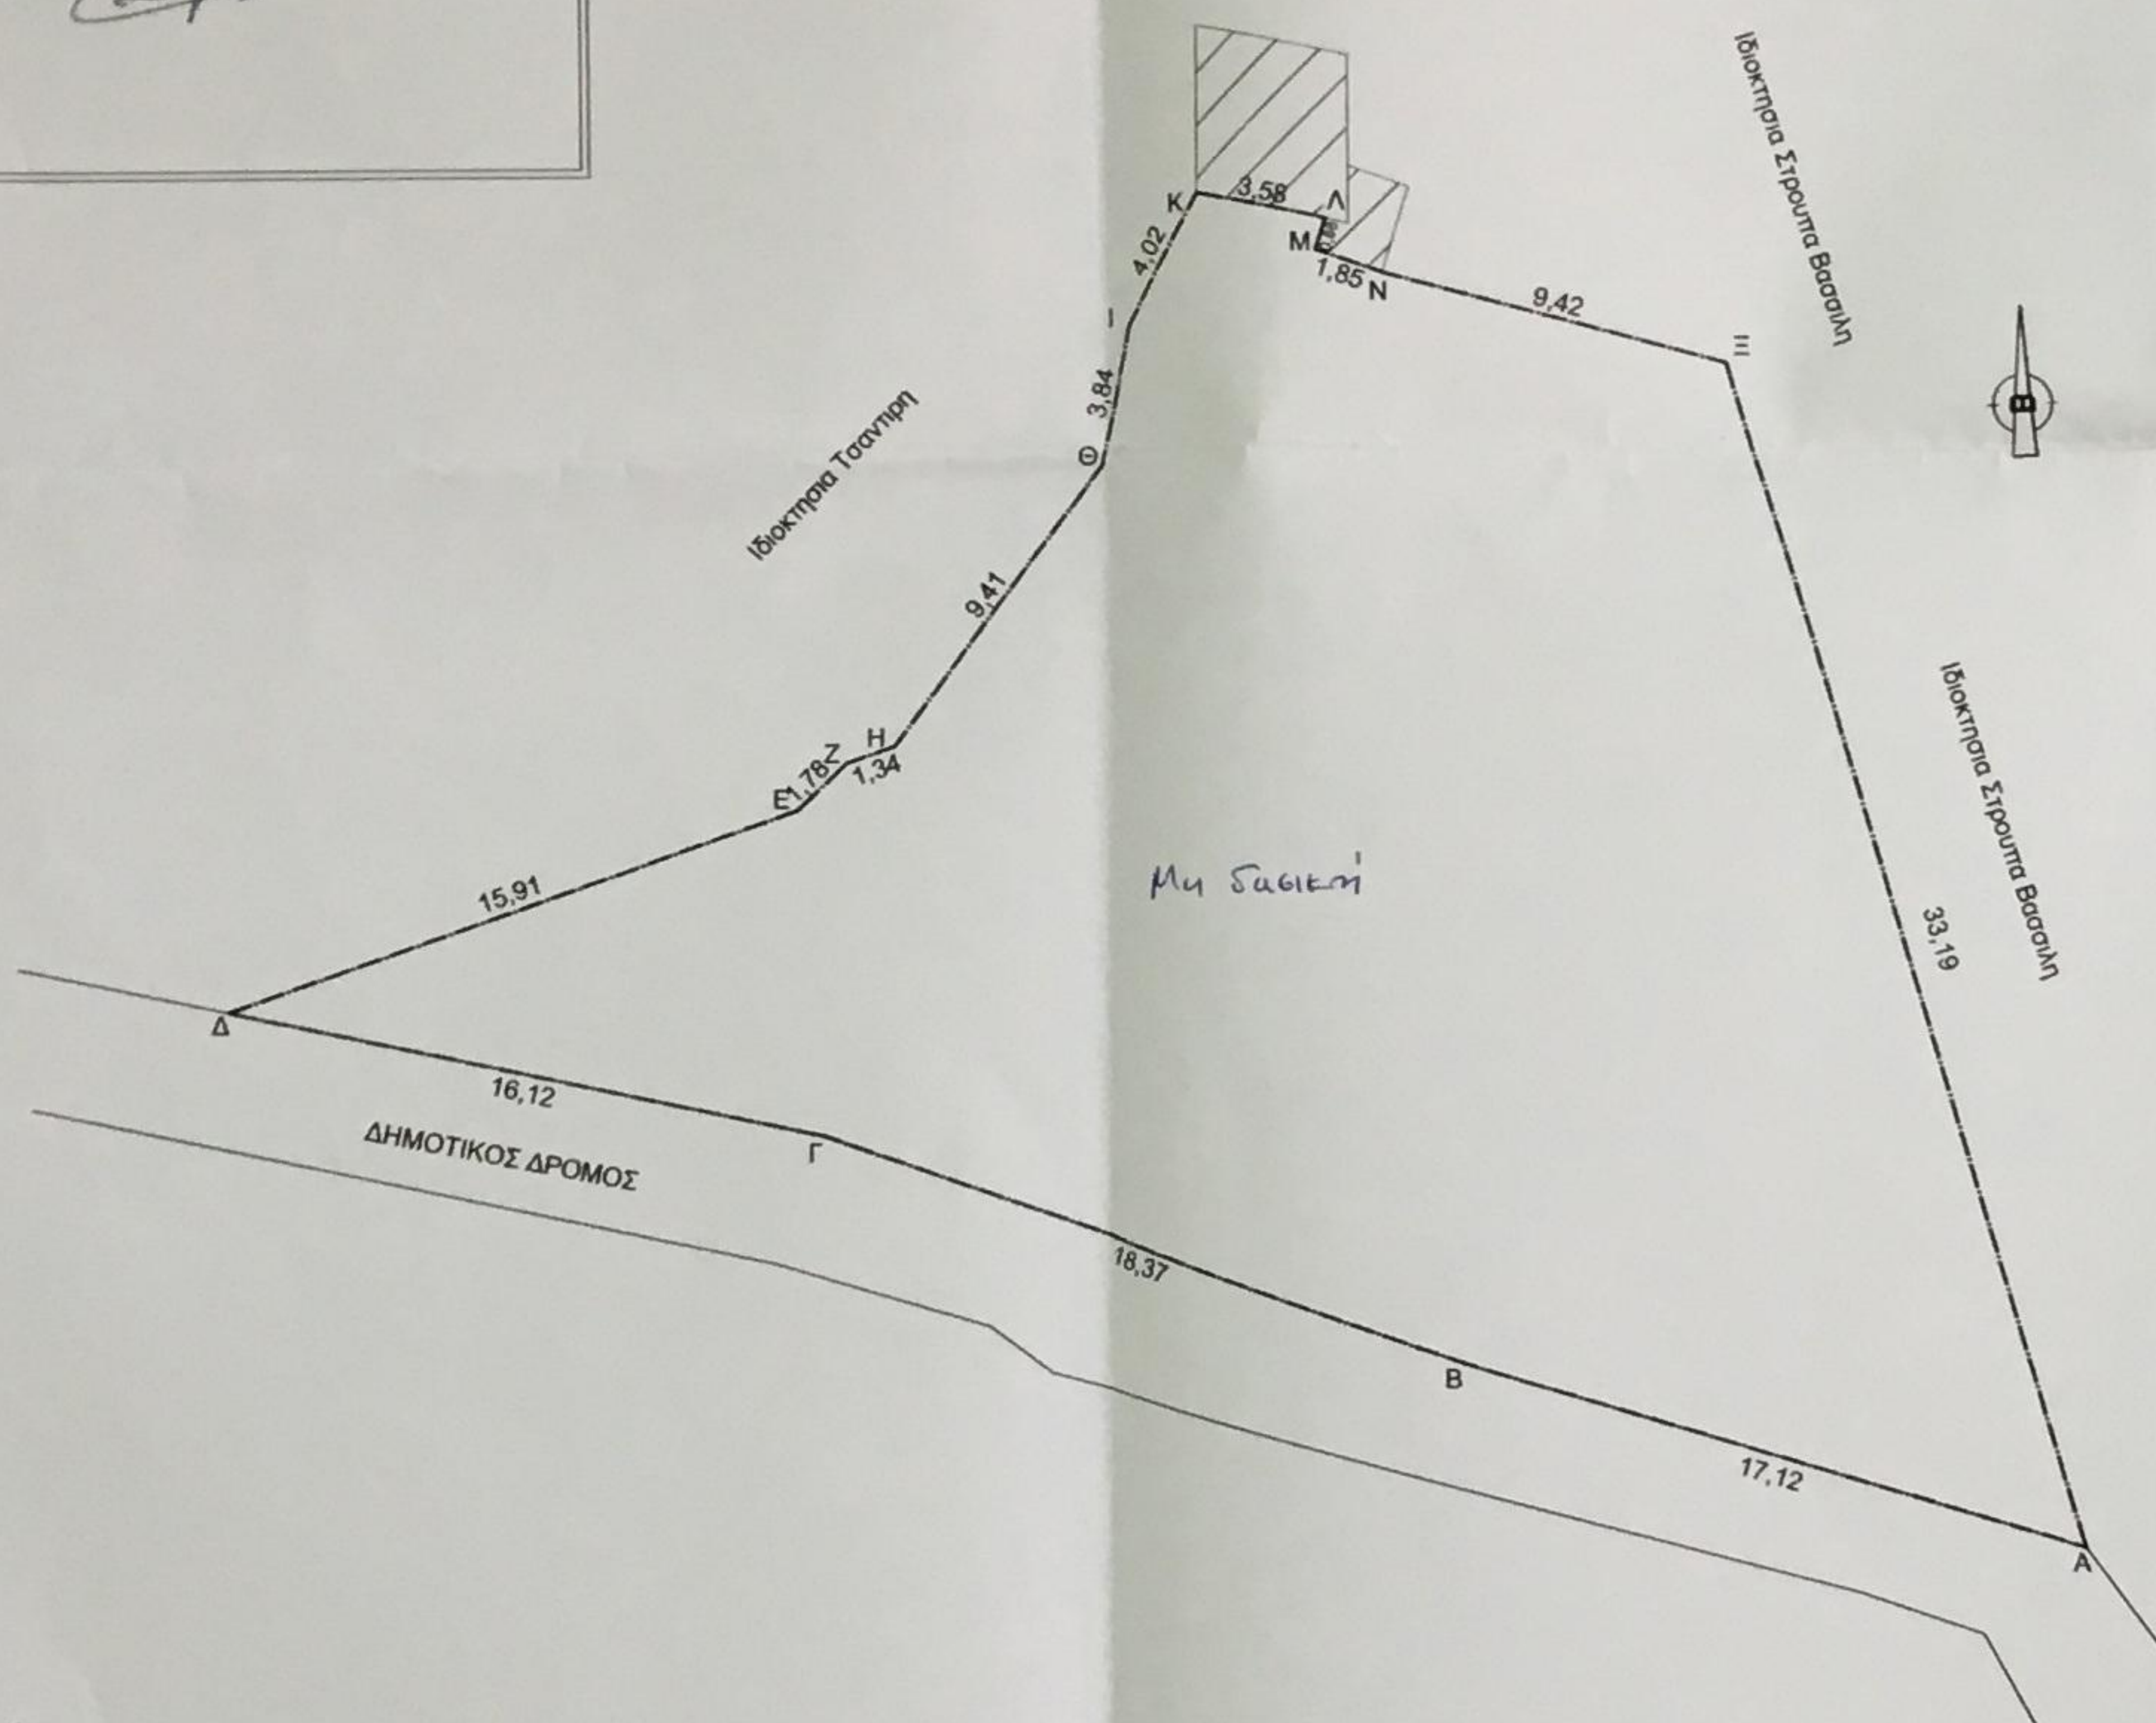 Ιδιοκτησια Στρουπα Βασιλη
Κ
3,58
Λ
Μ
1,85
Ν
9,42
Ξ
4,02
Ι
3,84
Θ
Β
Ιδιοκτησια Τσαντιρη
9,41
Η
Ζ
1,34
1,78
Ε
15,91
Μη δασική
Ιδιοκτησια Στρουπα Βασιλη
33,19
Δ
16,12
Γ
ΔΗΜΟΤΙΚΟΣ ΔΡΟΜΟΣ
18,37
Β
17,12
Α